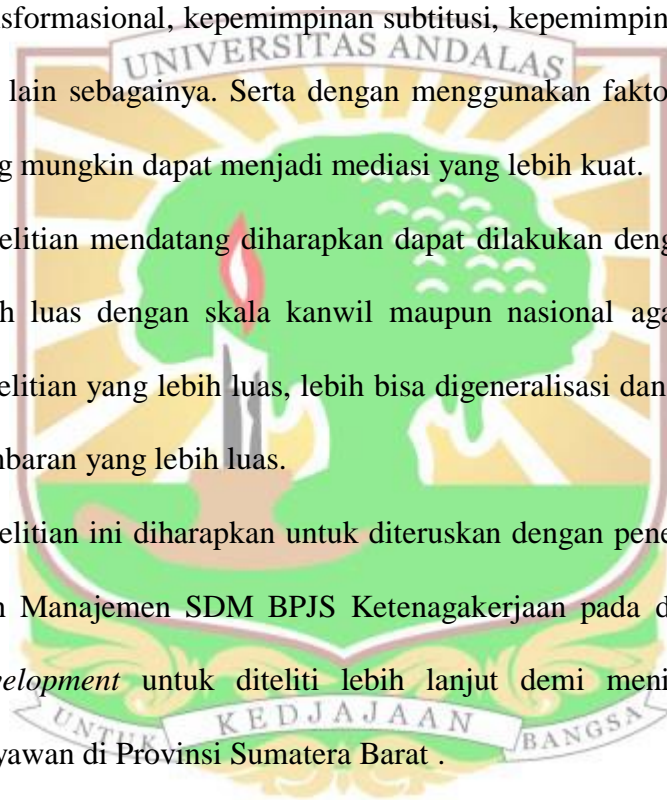 sformasional, kepemimpinan subtitusi, kepemimpin
UNIVERSITAS ANDALAS
lain sebagainya. Serta dengan menggunakan fakto
g mungkin dapat menjadi mediasi yang lebih kuat.
elitian mendatang diharapkan dapat dilakukan deng
h luas dengan skala kanwil maupun nasional aga
elitian yang lebih luas, lebih bisa digeneralisasi dan
nbaran yang lebih luas.
elitian ini diharapkan untuk diteruskan dengan pene
n Manajemen SDM BPJS Ketenagakerjaan pada d
velopment untuk diteliti lebih lanjut demi meni
UNTUK KEDJAJAAN BANGSA
yawan di Provinsi Sumatera Barat .